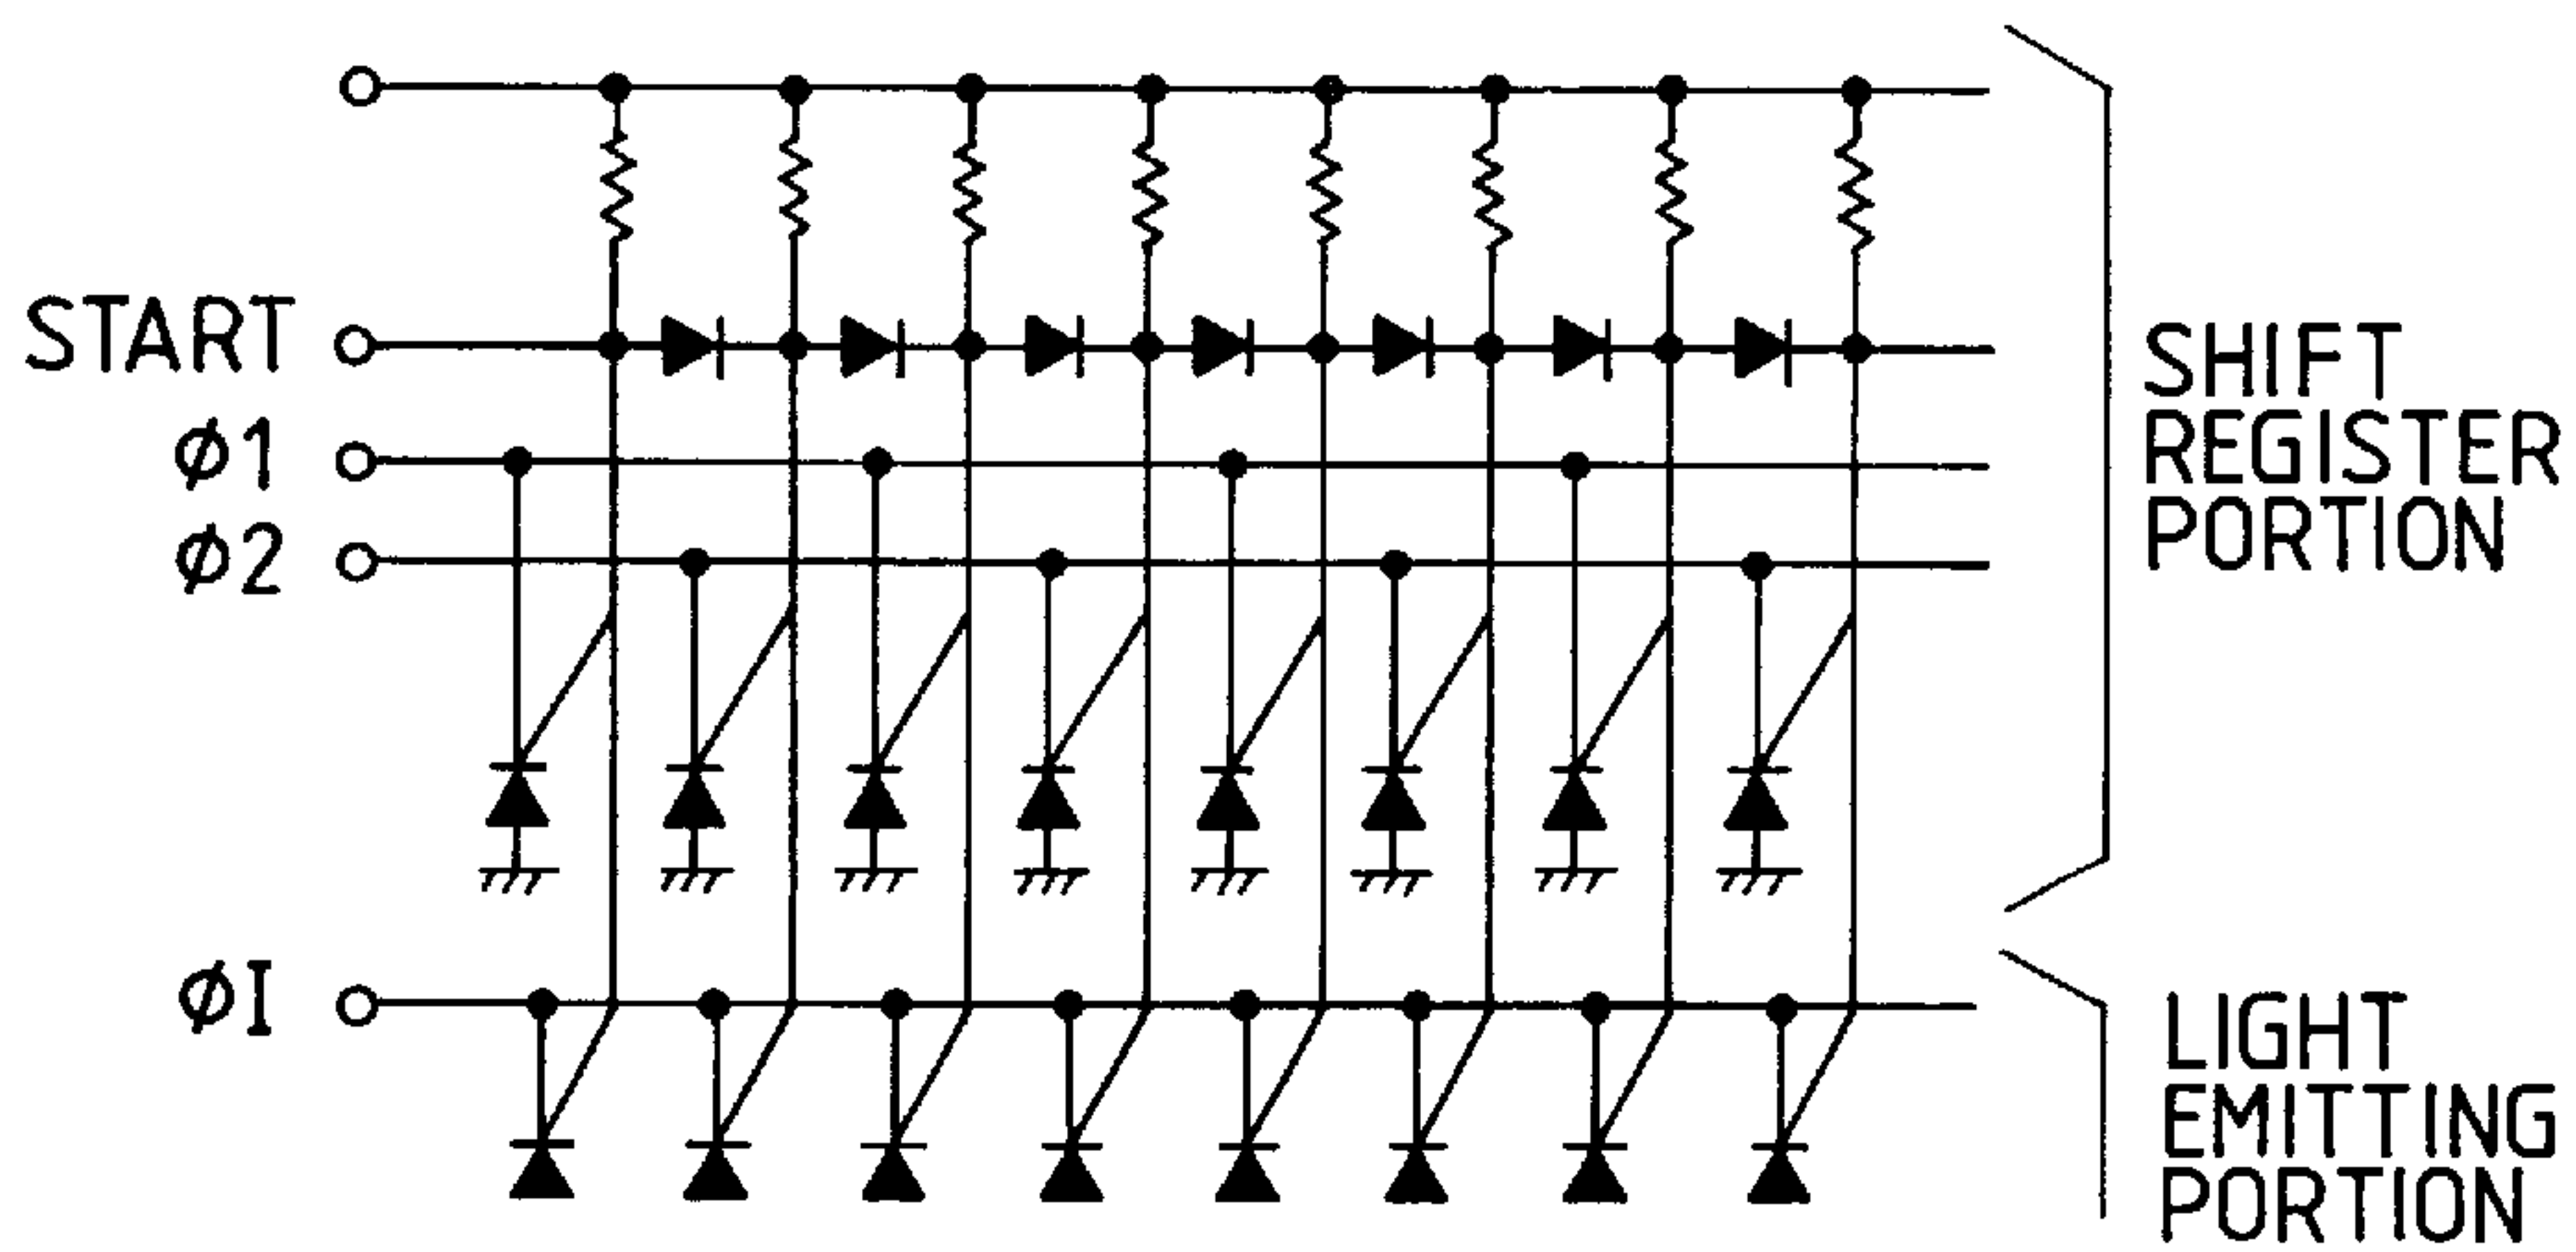 START
ϕ1
ϕ2
ϕI
SHIFT
REGISTER
PORTION
LIGHT
EMITTING
PORTION